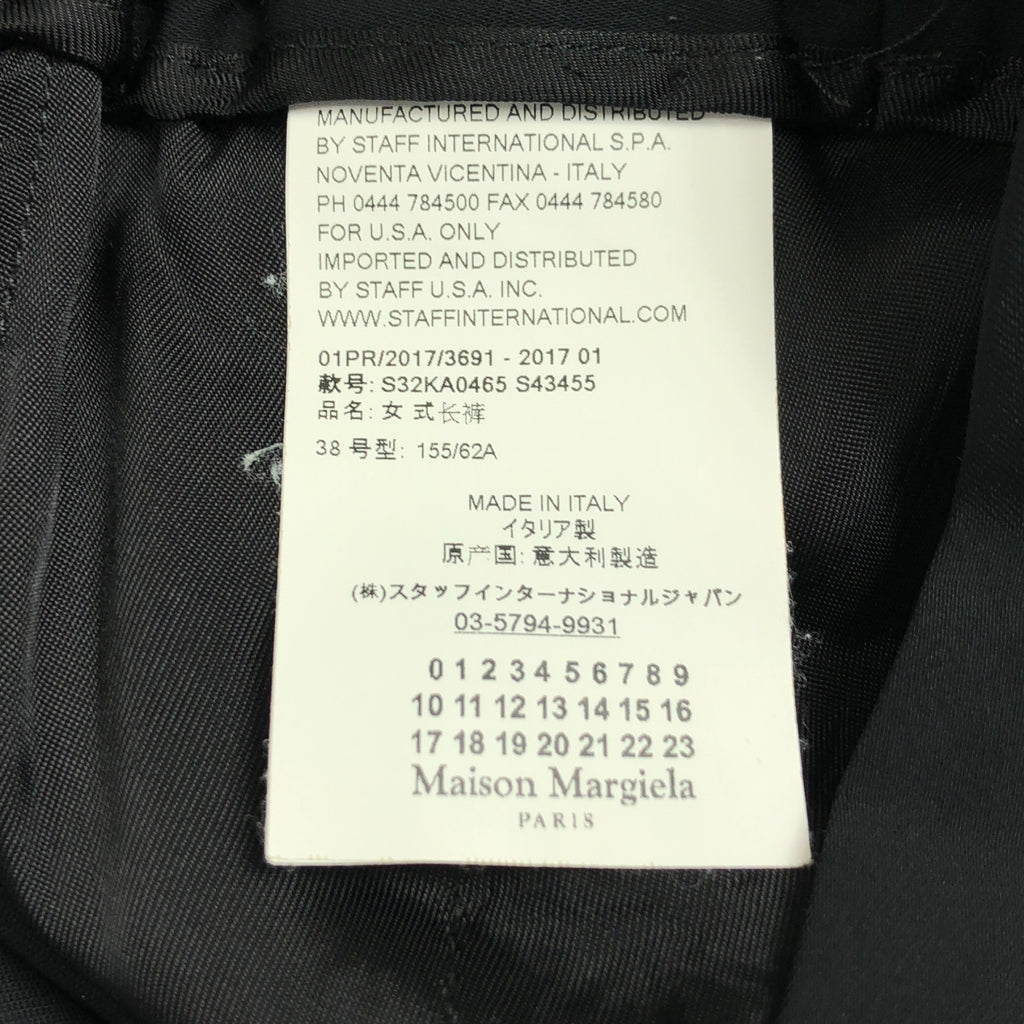 MANUFACTURED AND DISTRIBUTED
BY STAFF INTERNATIONAL S.P.A.
NOVENTA VICENTINA - ITALY
PH 0444 784500 FAX 0444 784580
FOR U.S.A. ONLY
IMPORTED AND DISTRIBUTED
BY STAFF U.S.A. INC.
WWW.STAFFINTERNATIONAL.COM
01PR/2017/3691 - 2017 01
款号: S32KA0465 S43455
品名: 女 式长裤
38 号型: 155/62A
MADE IN ITALY
イタリア製
原产国: 意大利製造
(株)スタッフインターナショナルジャパン
03-5794-9931
0 1 2 3 4 5 6 7 8 9
10 11 12 13 14 15 16
17 18 19 20 21 22 23
Maison Margiela
PARIS